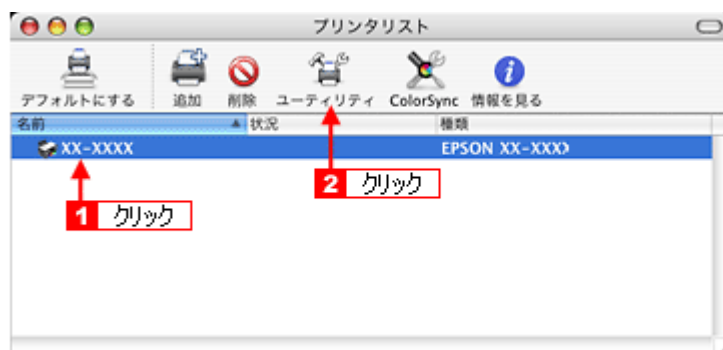 プリンタリスト
デフォルトにする 追加 削除 ユーティリティ ColorSync 情報を見る
名前 状況 種類
XX-XXXX EPSON XX-XXX
2 クリック
1 クリック